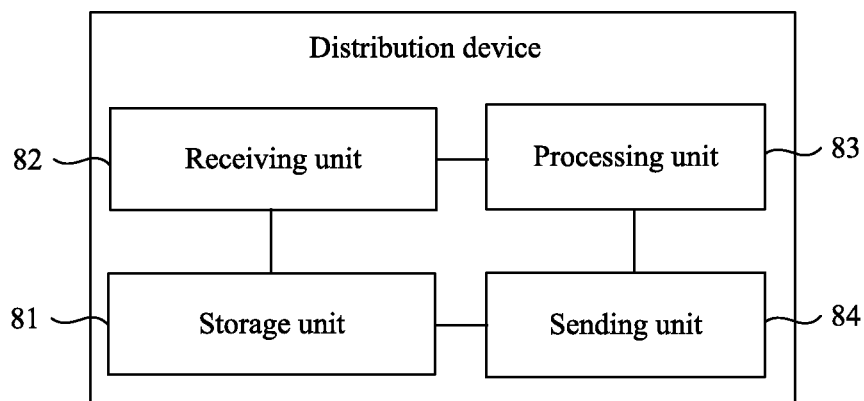 Distribution device
82
Receiving unit
Processing unit
83
81
Storage unit
Sending unit
84